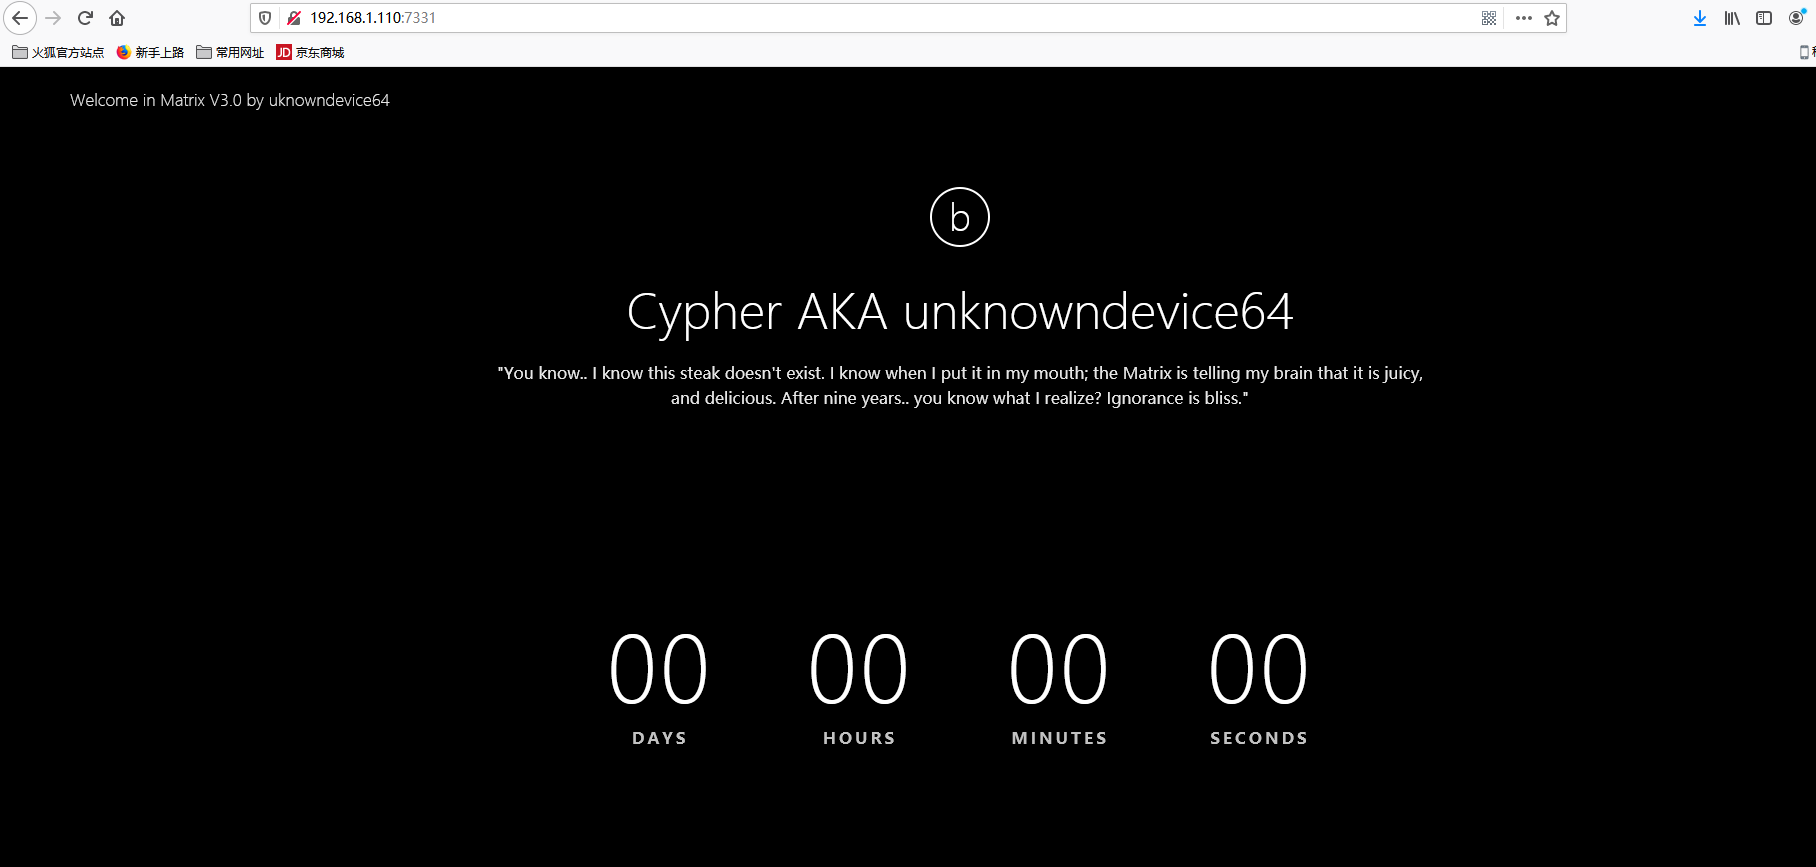 192.168.1.110:7331
火狐官方站点 新手上路 常用网址 JD 京东商城
Welcome in Matrix V3.0 by uknowndevice64
b
Cypher AKA unknowndevice64
"You know.. I know this steak doesn't exist. I know when I put it in my mouth; the Matrix is telling my brain that it is juicy,
and delicious. After nine years.. you know what I realize? Ignorance is bliss."
00 00 00 00
DAYS HOURS MINUTES SECONDS